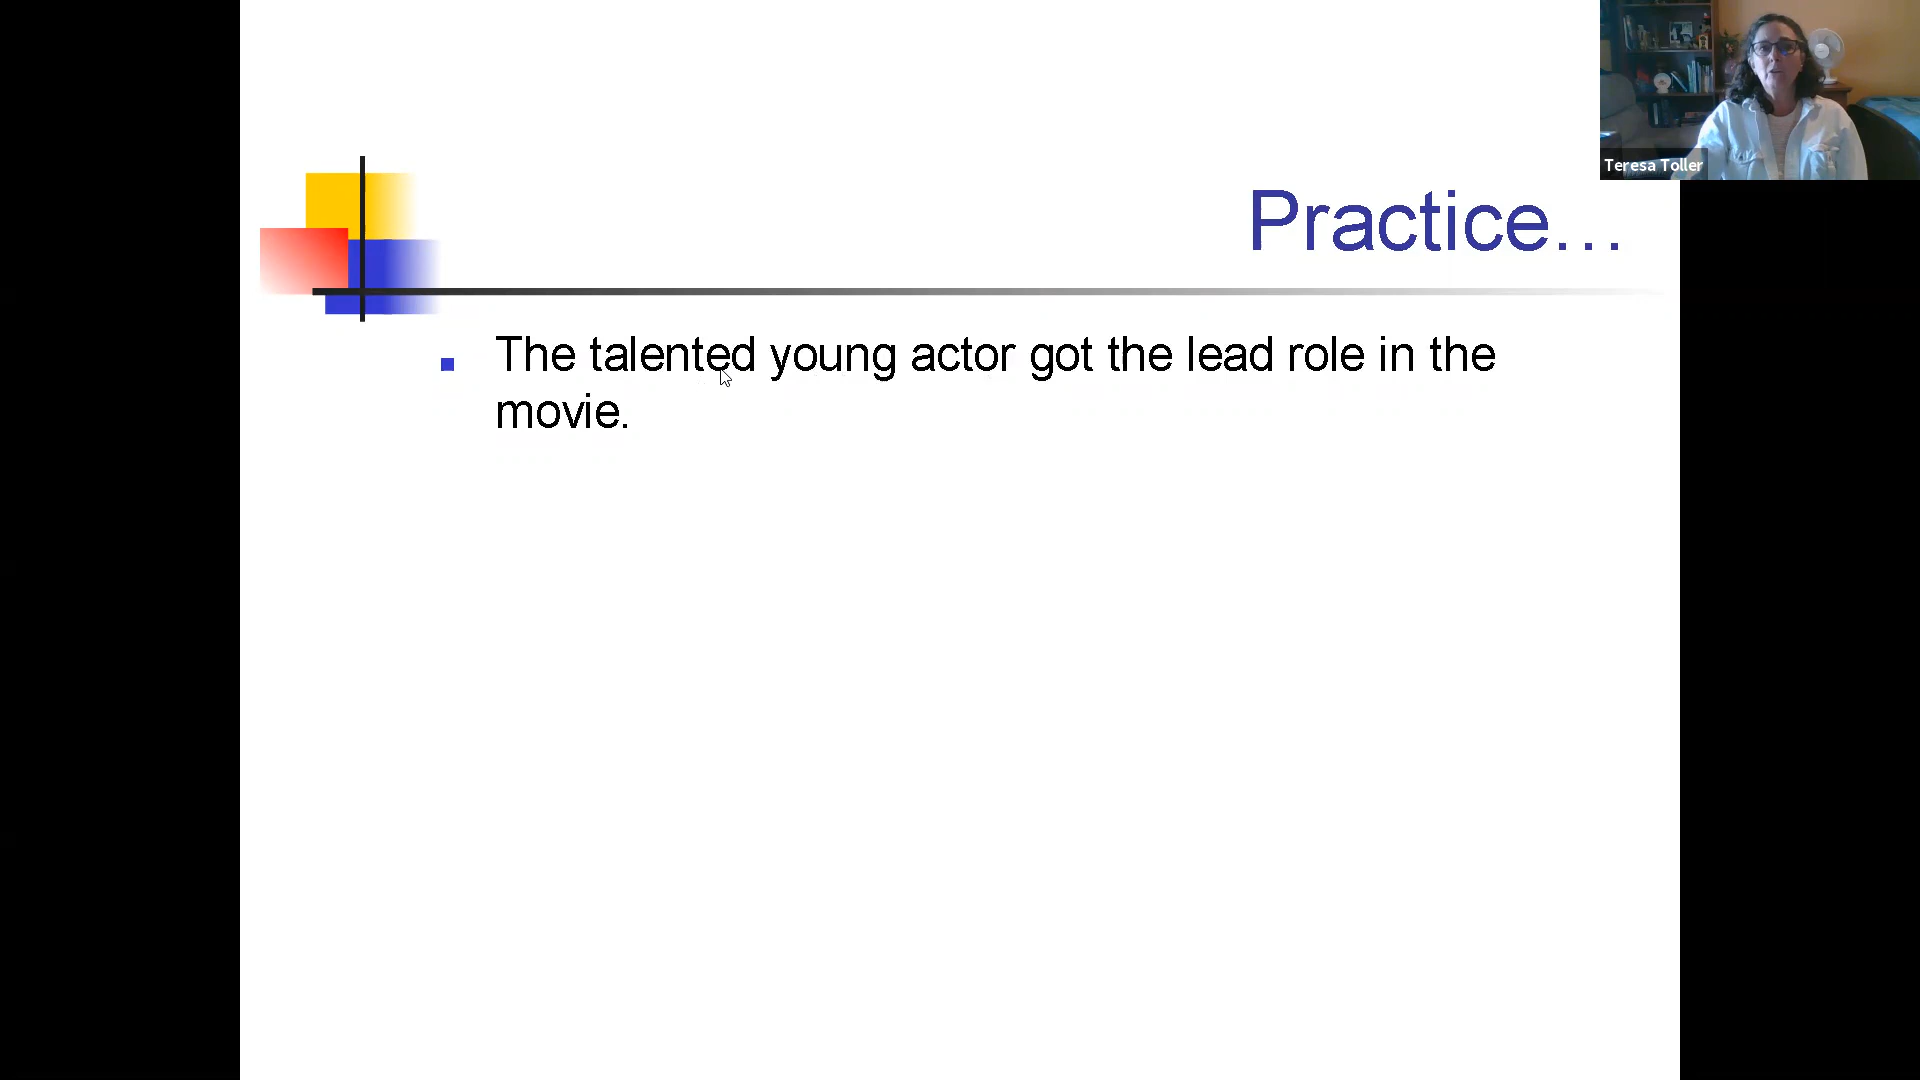 Teresa Toller
Practice...
The talented young actor got the lead role in the
movie.